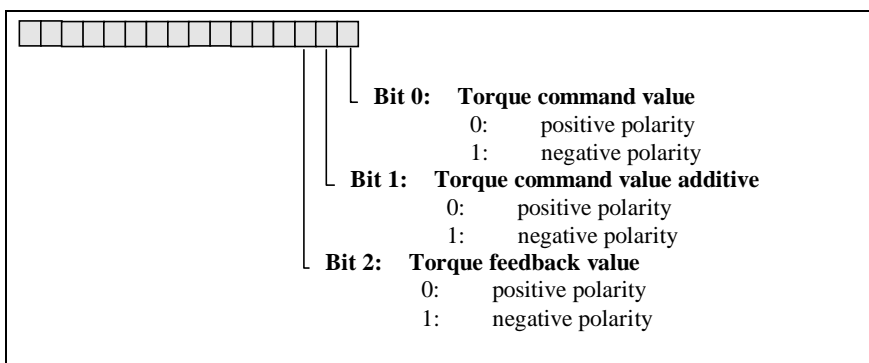 Bit 0: Torque command value
0: positive polarity
1: negative polarity
Bit 1: Torque command value additive
0: positive polarity
1: negative polarity
Bit 2: Torque feedback value
0: positive polarity
1: negative polarity